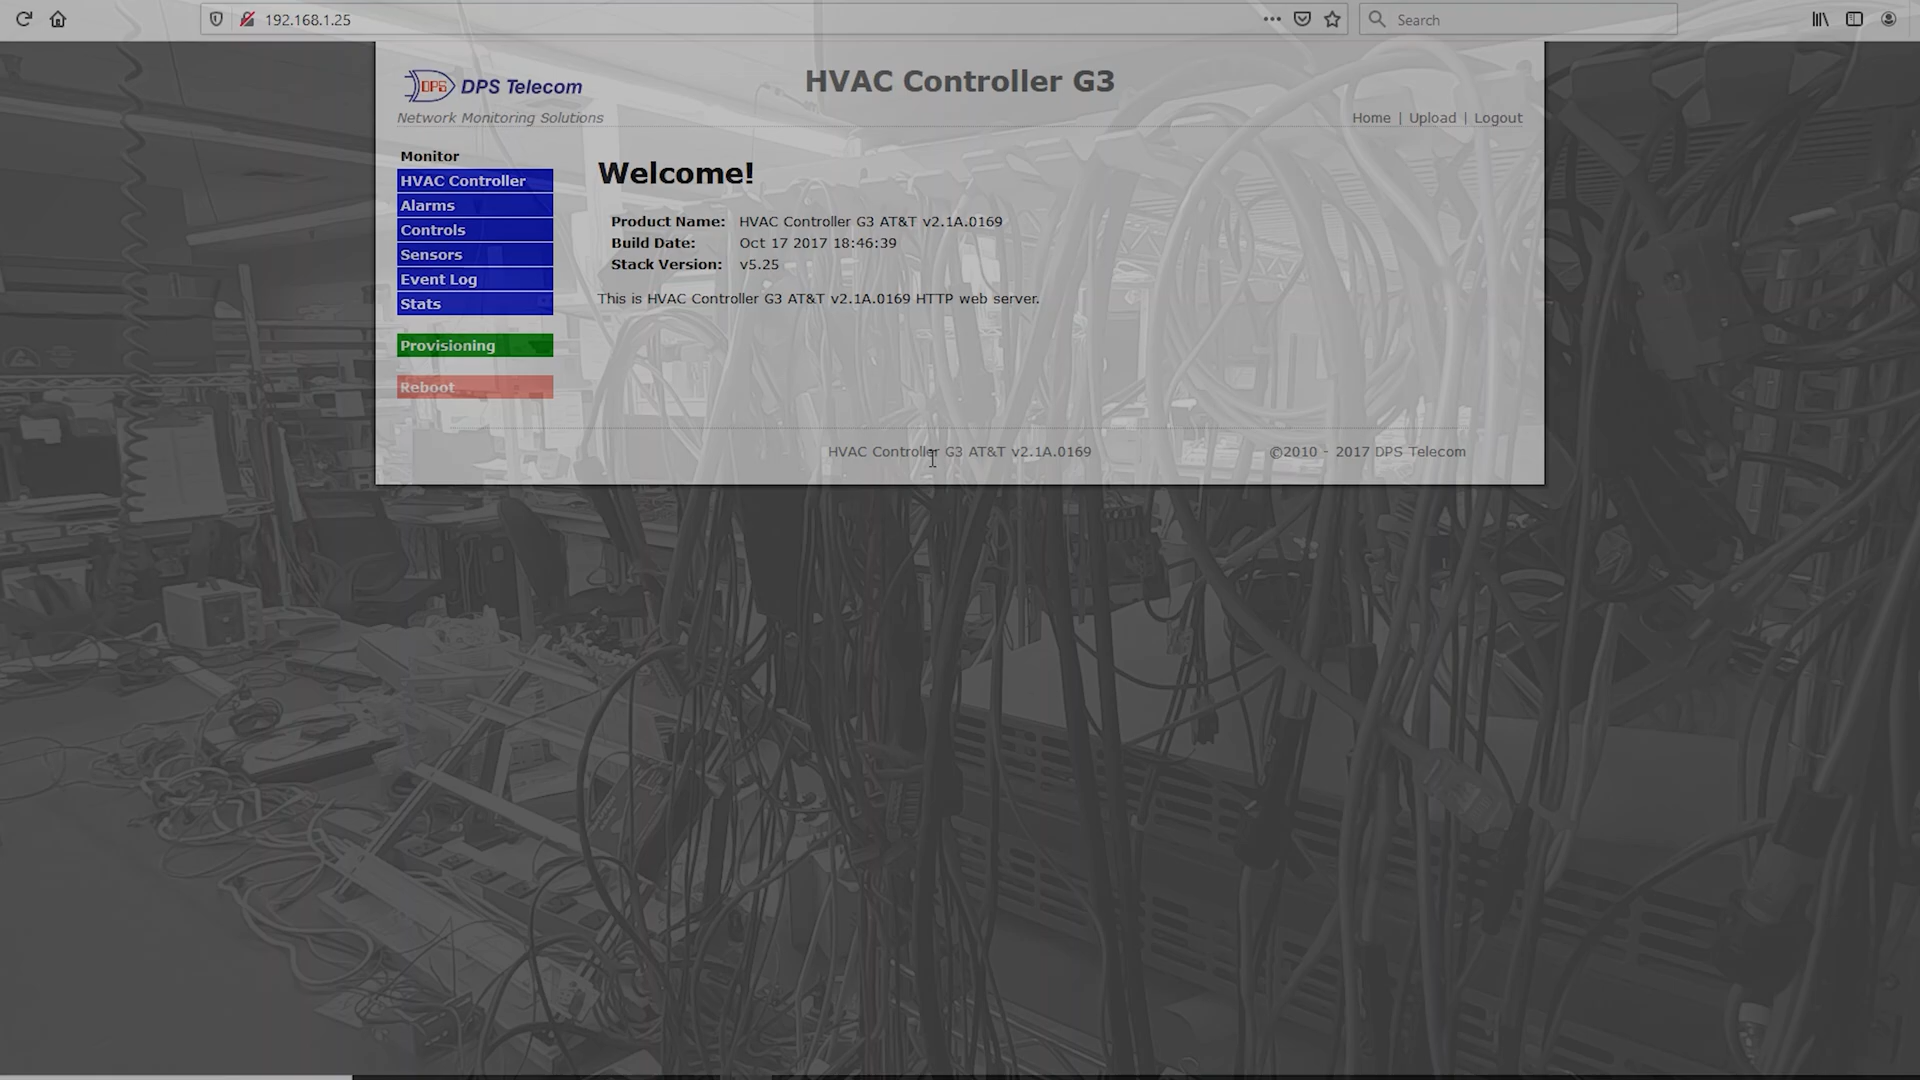 192.168.1.25
Search
DPS DPS Telecom
Network Monitoring Solutions
HVAC Controller G3
Home | Upload | Logout
Monitor
HVAC Controller
Alarms
Controls
Sensors
Event Log
Stats
Provisioning
Reboot
Welcome!
Product Name: HVAC Controller G3 AT&T v2.1A.0169
Build Date: Oct 17 2017 18:46:39
Stack Version: v5.25
This is HVAC Controller G3 AT&T v2.1A.0169 HTTP web server.
HVAC Controller G3 AT&T v2.1A.0169
©2010 - 2017 DPS Telecom